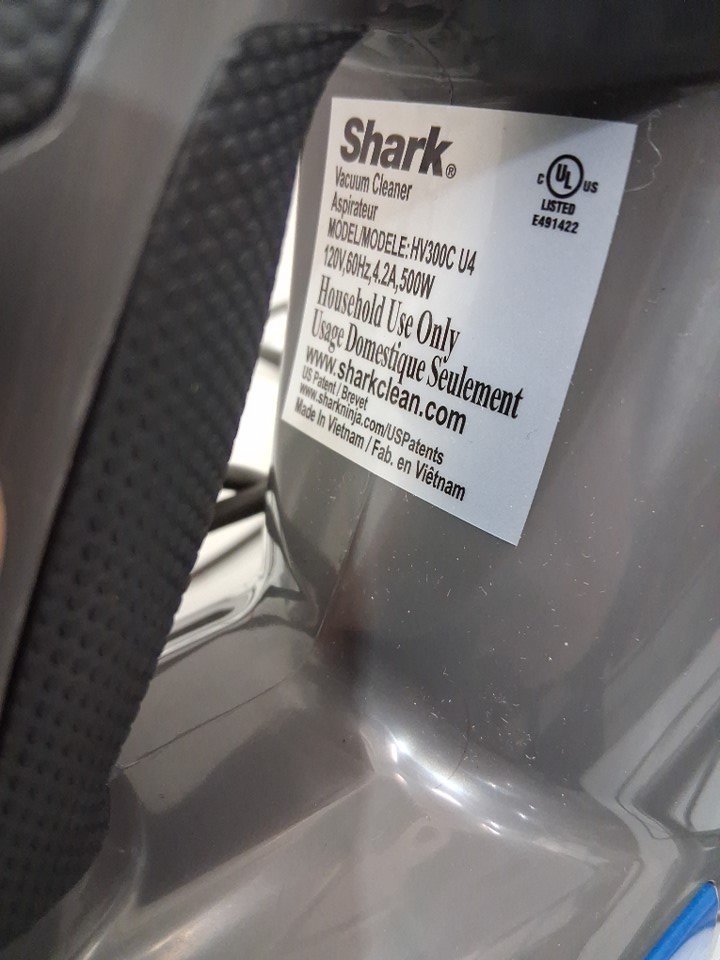 Shark®
Vacuum Cleaner
Aspirateur
MODEL/MODELE: HV300C U4
120V,60Hz,4.2A,500W
Household Use Only
Usage Domestique Seulement
www.sharkclean.com
US Patent / Brevet
www.sharkninja.com/USPatents
Made In Vietnam / Fab. en Viêtnam
C UL US
LISTED
E491422